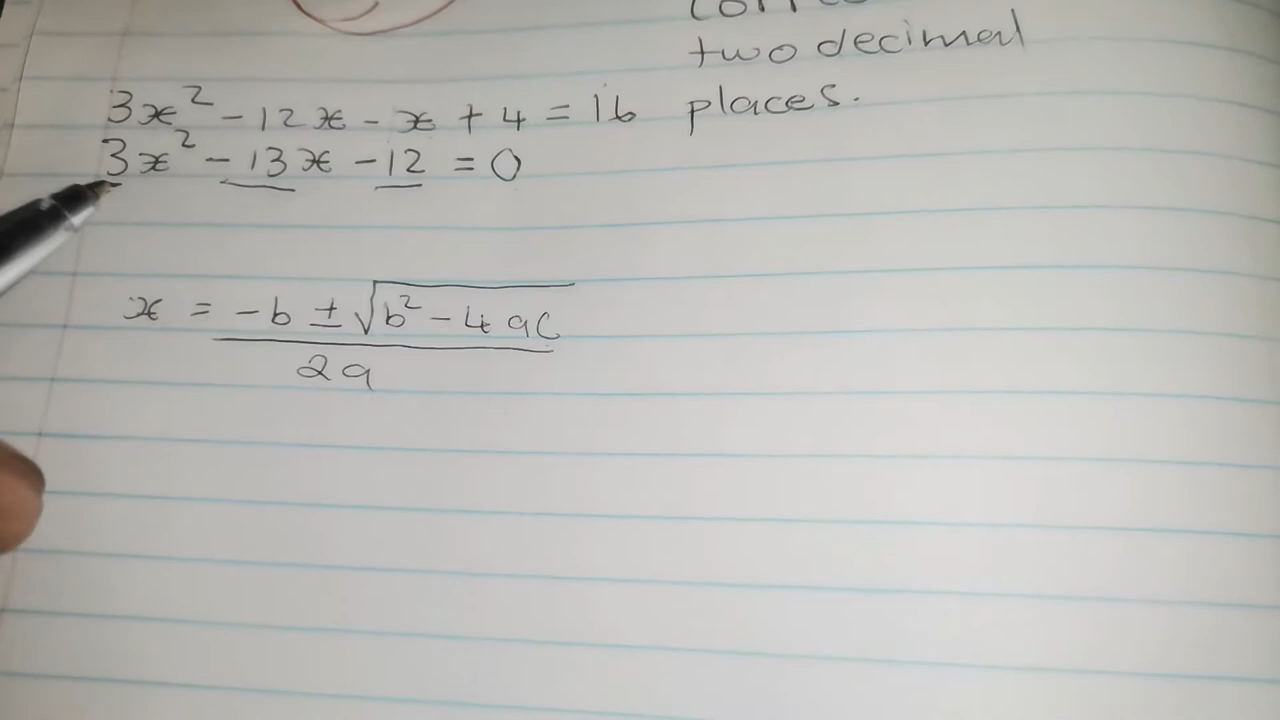 two decimal
places.
3x² - 12x - x + 4 = 16
3x² - 13x - 12 = 0
x = -b ± √b² - 4ac
2a